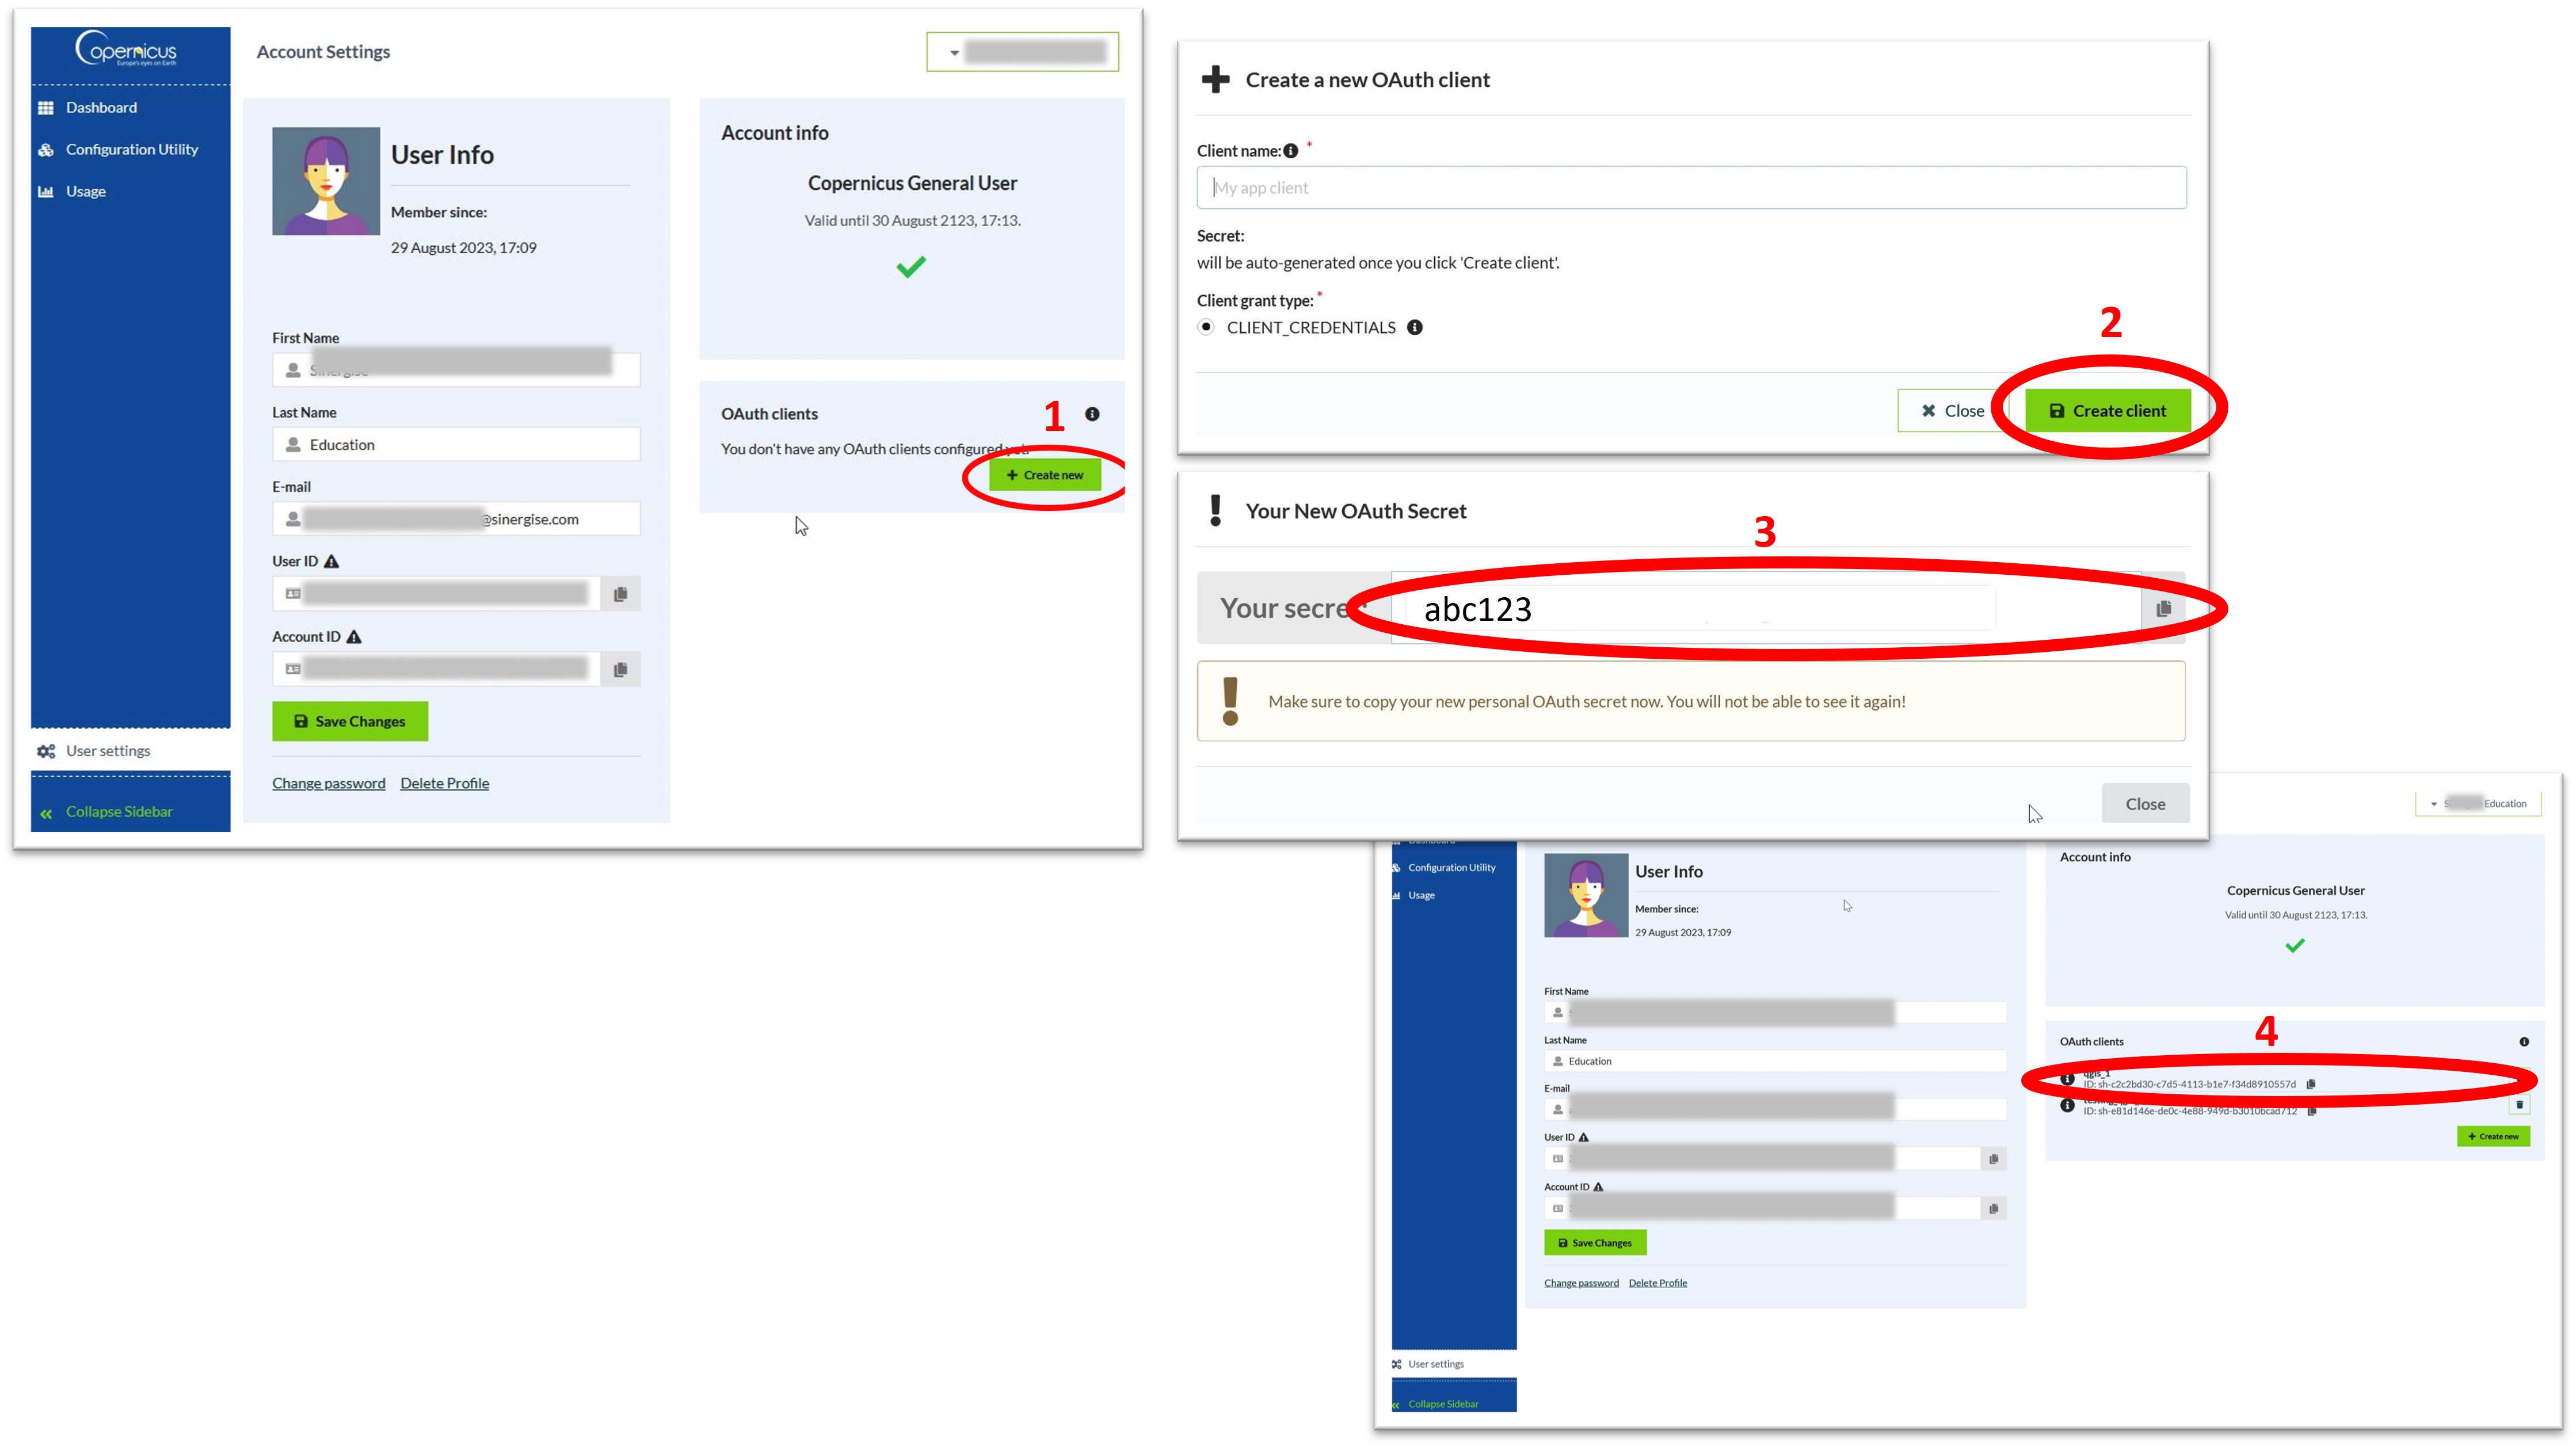 Copernicus
Europe's eyes on Earth
Dashboard
Configuration Utility
Usage
User settings
Collapse Sidebar
Account Settings
User Info
Member since:
29 August 2023, 17:09
First Name
Last Name
Education
E-mail
@sinergise.com
User ID
Account ID
Save Changes
Change password Delete Profile
Account info
Copernicus General User
Valid until 30 August 2123, 17:13.
OAuth clients
1
You don't have any OAuth clients configured yet.
+ Create new
Create a new OAuth client
Client name: *
My app client
Secret:
will be auto-generated once you click 'Create client'.
Client grant type: *
CLIENT_CREDENTIALS
2
Close Create client
Your New OAuth Secret
3
Your secret abc123
Make sure to copy your new personal OAuth secret now. You will not be able to see it again!
Close
Education
Dashboard
Configuration Utility
Usage
User settings
Collapse Sidebar
User Info
Member since:
29 August 2023, 17:09
First Name
Last Name
Education
E-mail
User ID
Account ID
Save Changes
Change password Delete Profile
Account info
Copernicus General User
Valid until 30 August 2123, 17:13.
4
OAuth clients
qgis_1
ID: sh-c2c2bd30-c7d5-4113-b1e7-f34d8910557d
ID: sh-e81d146e-de0c-4e88-949d-b3010bcad712
+ Create new